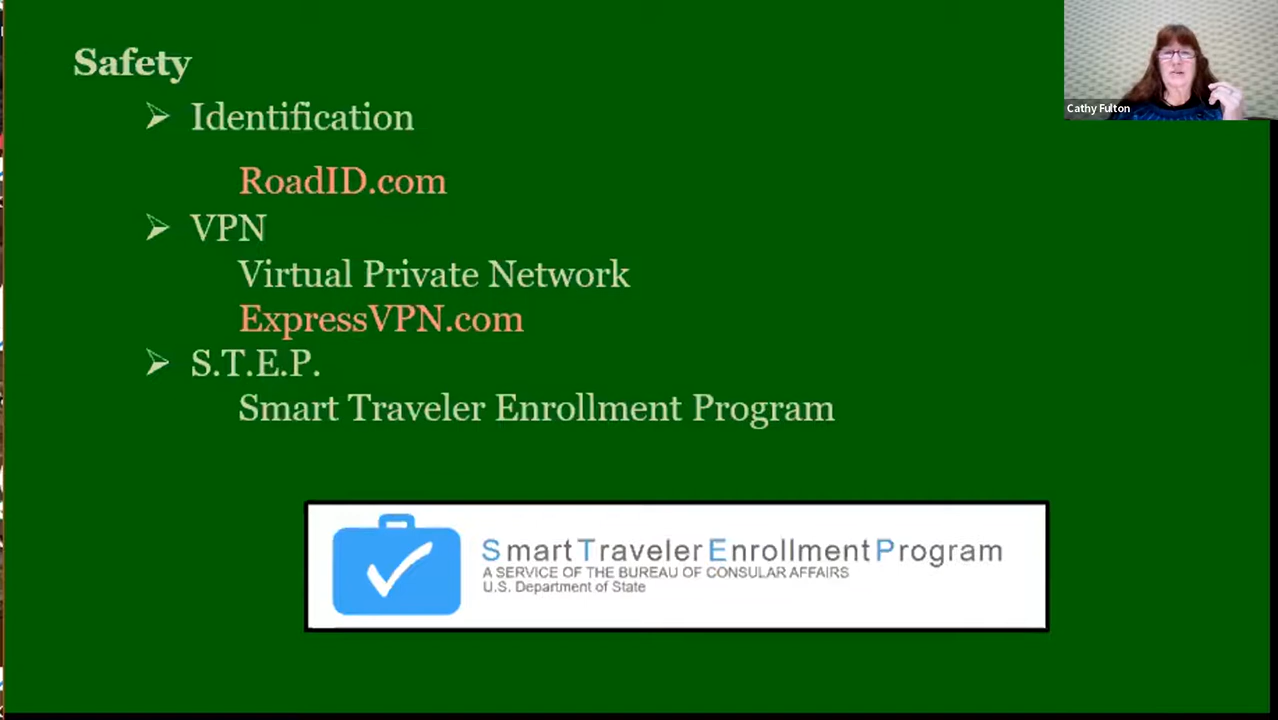 Safety
Identification
RoadID.com
VPN
Virtual Private Network
ExpressVPN.com
S.T.E.P.
Smart Traveler Enrollment Program
Smart Traveler Enrollment Program
A SERVICE OF THE BUREAU OF CONSULAR AFFAIRS
U.S. Department of State
Cathy Fulton